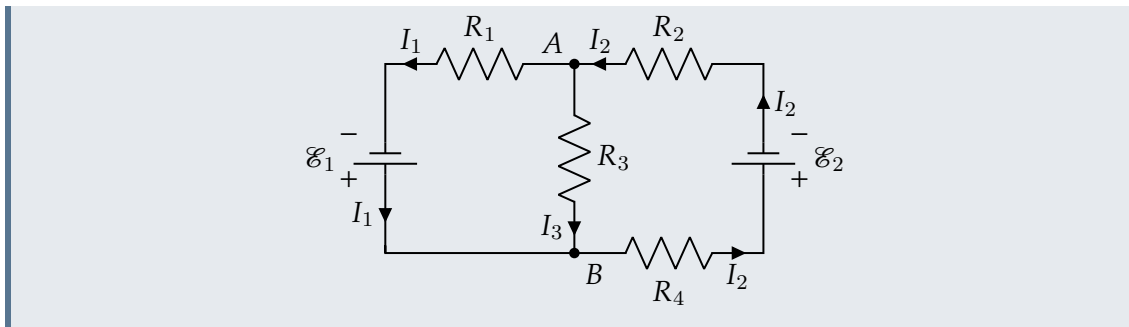 R₁ A R₂
I₁ I₂
I₂
− −
ℰ₁ R₃ ℰ₂
+ +
I₁ I₃
B I₂
R₄